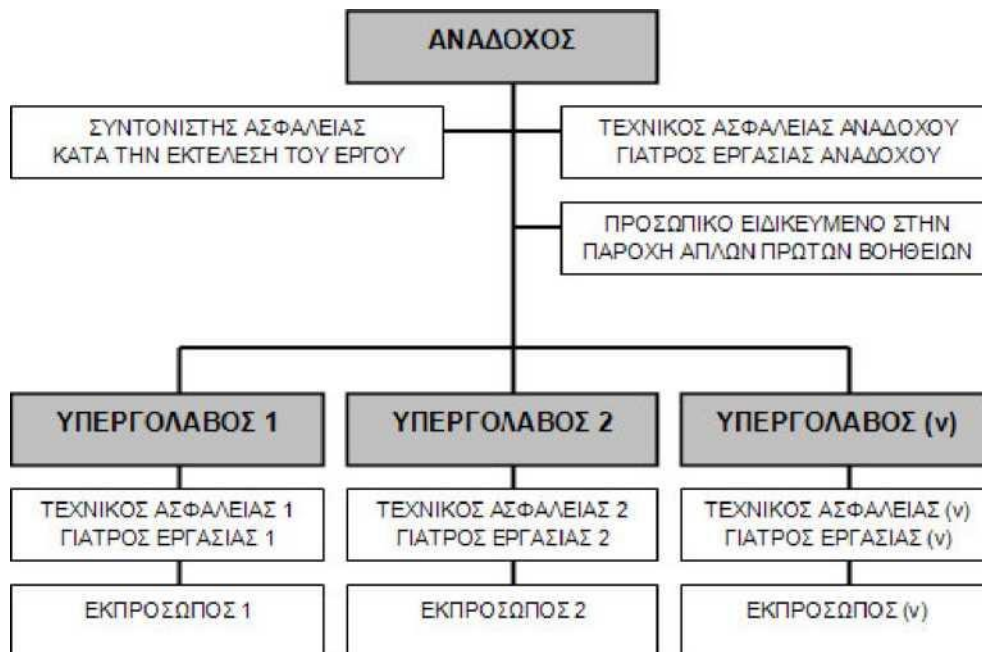 ΑΝΑΔΟΧΟΣ
ΣΥΝΤΟΝΙΣΤΗΣ ΑΣΦΑΛΕΙΑΣ
ΚΑΤΑ ΤΗΝ ΕΚΤΕΛΕΣΗ ΤΟΥ ΕΡΓΟΥ
ΤΕΧΝΙΚΟΣ ΑΣΦΑΛΕΙΑΣ ΑΝΑΔΟΧΟΥ
ΓΙΑΤΡΟΣ ΕΡΓΑΣΙΑΣ ΑΝΑΔΟΧΟΥ
ΠΡΟΣΩΠΙΚΟ ΕΙΔΙΚΕΥΜΕΝΟ ΣΤΗΝ
ΠΑΡΟΧΗ ΑΠΛΩΝ ΠΡΩΤΩΝ ΒΟΗΘΕΙΩΝ
ΥΠΕΡΓΟΛΑΒΟΣ 1
ΤΕΧΝΙΚΟΣ ΑΣΦΑΛΕΙΑΣ 1
ΓΙΑΤΡΟΣ ΕΡΓΑΣΙΑΣ 1
ΕΚΠΡΟΣΩΠΟΣ 1
ΥΠΕΡΓΟΛΑΒΟΣ 2
ΤΕΧΝΙΚΟΣ ΑΣΦΑΛΕΙΑΣ 2
ΓΙΑΤΡΟΣ ΕΡΓΑΣΙΑΣ 2
ΕΚΠΡΟΣΩΠΟΣ 2
ΥΠΕΡΓΟΛΑΒΟΣ (ν)
ΤΕΧΝΙΚΟΣ ΑΣΦΑΛΕΙΑΣ (ν)
ΓΙΑΤΡΟΣ ΕΡΓΑΣΙΑΣ (ν)
ΕΚΠΡΟΣΩΠΟΣ (ν)